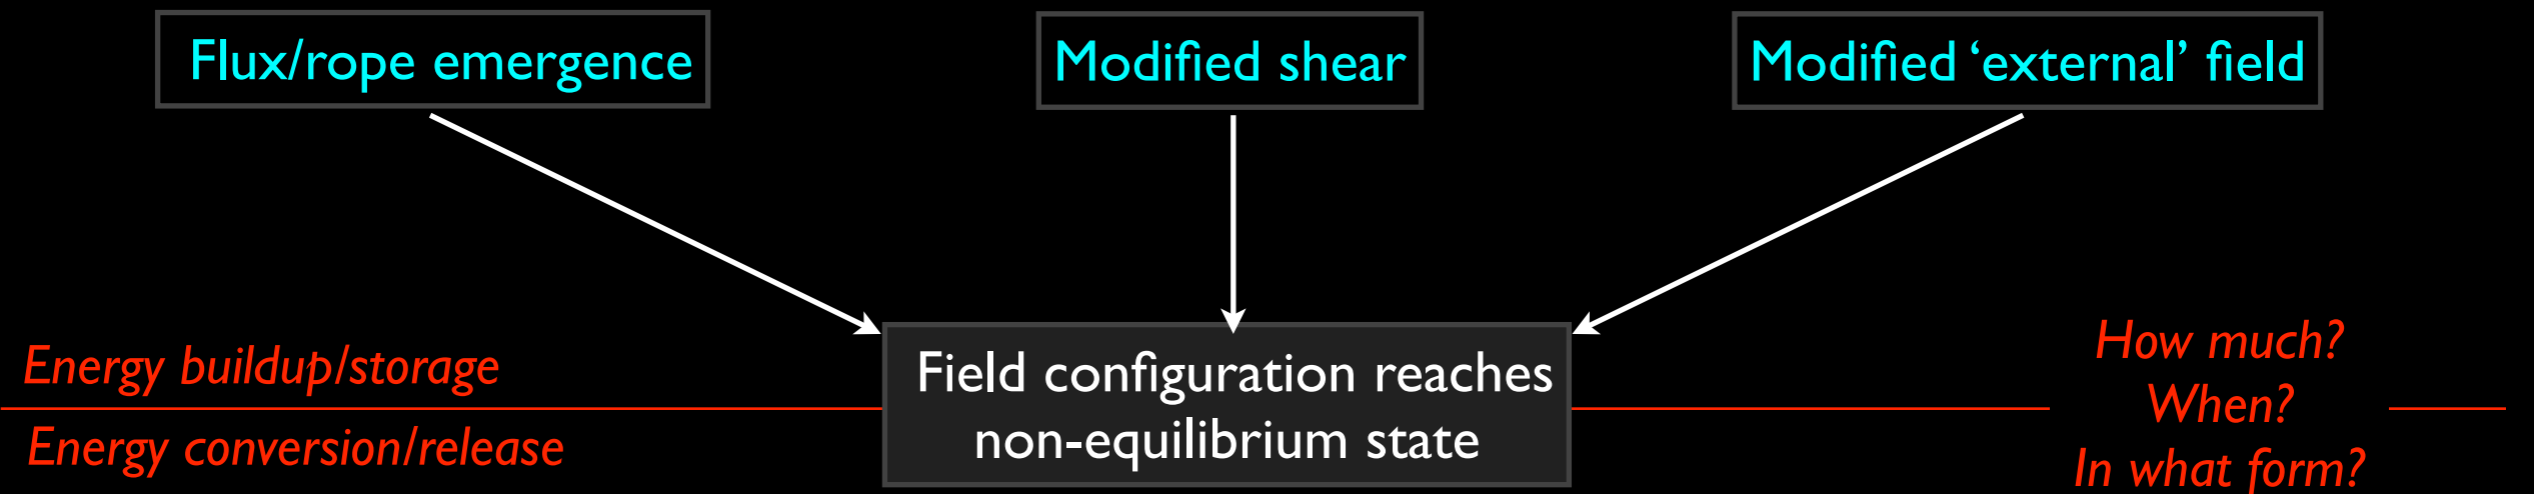 Flux/rope emergence
Modified shear
Modified ‘external’ field
Energy buildup/storage
Energy conversion/release
Field configuration reaches
non-equilibrium state
How much?
When?
In what form?